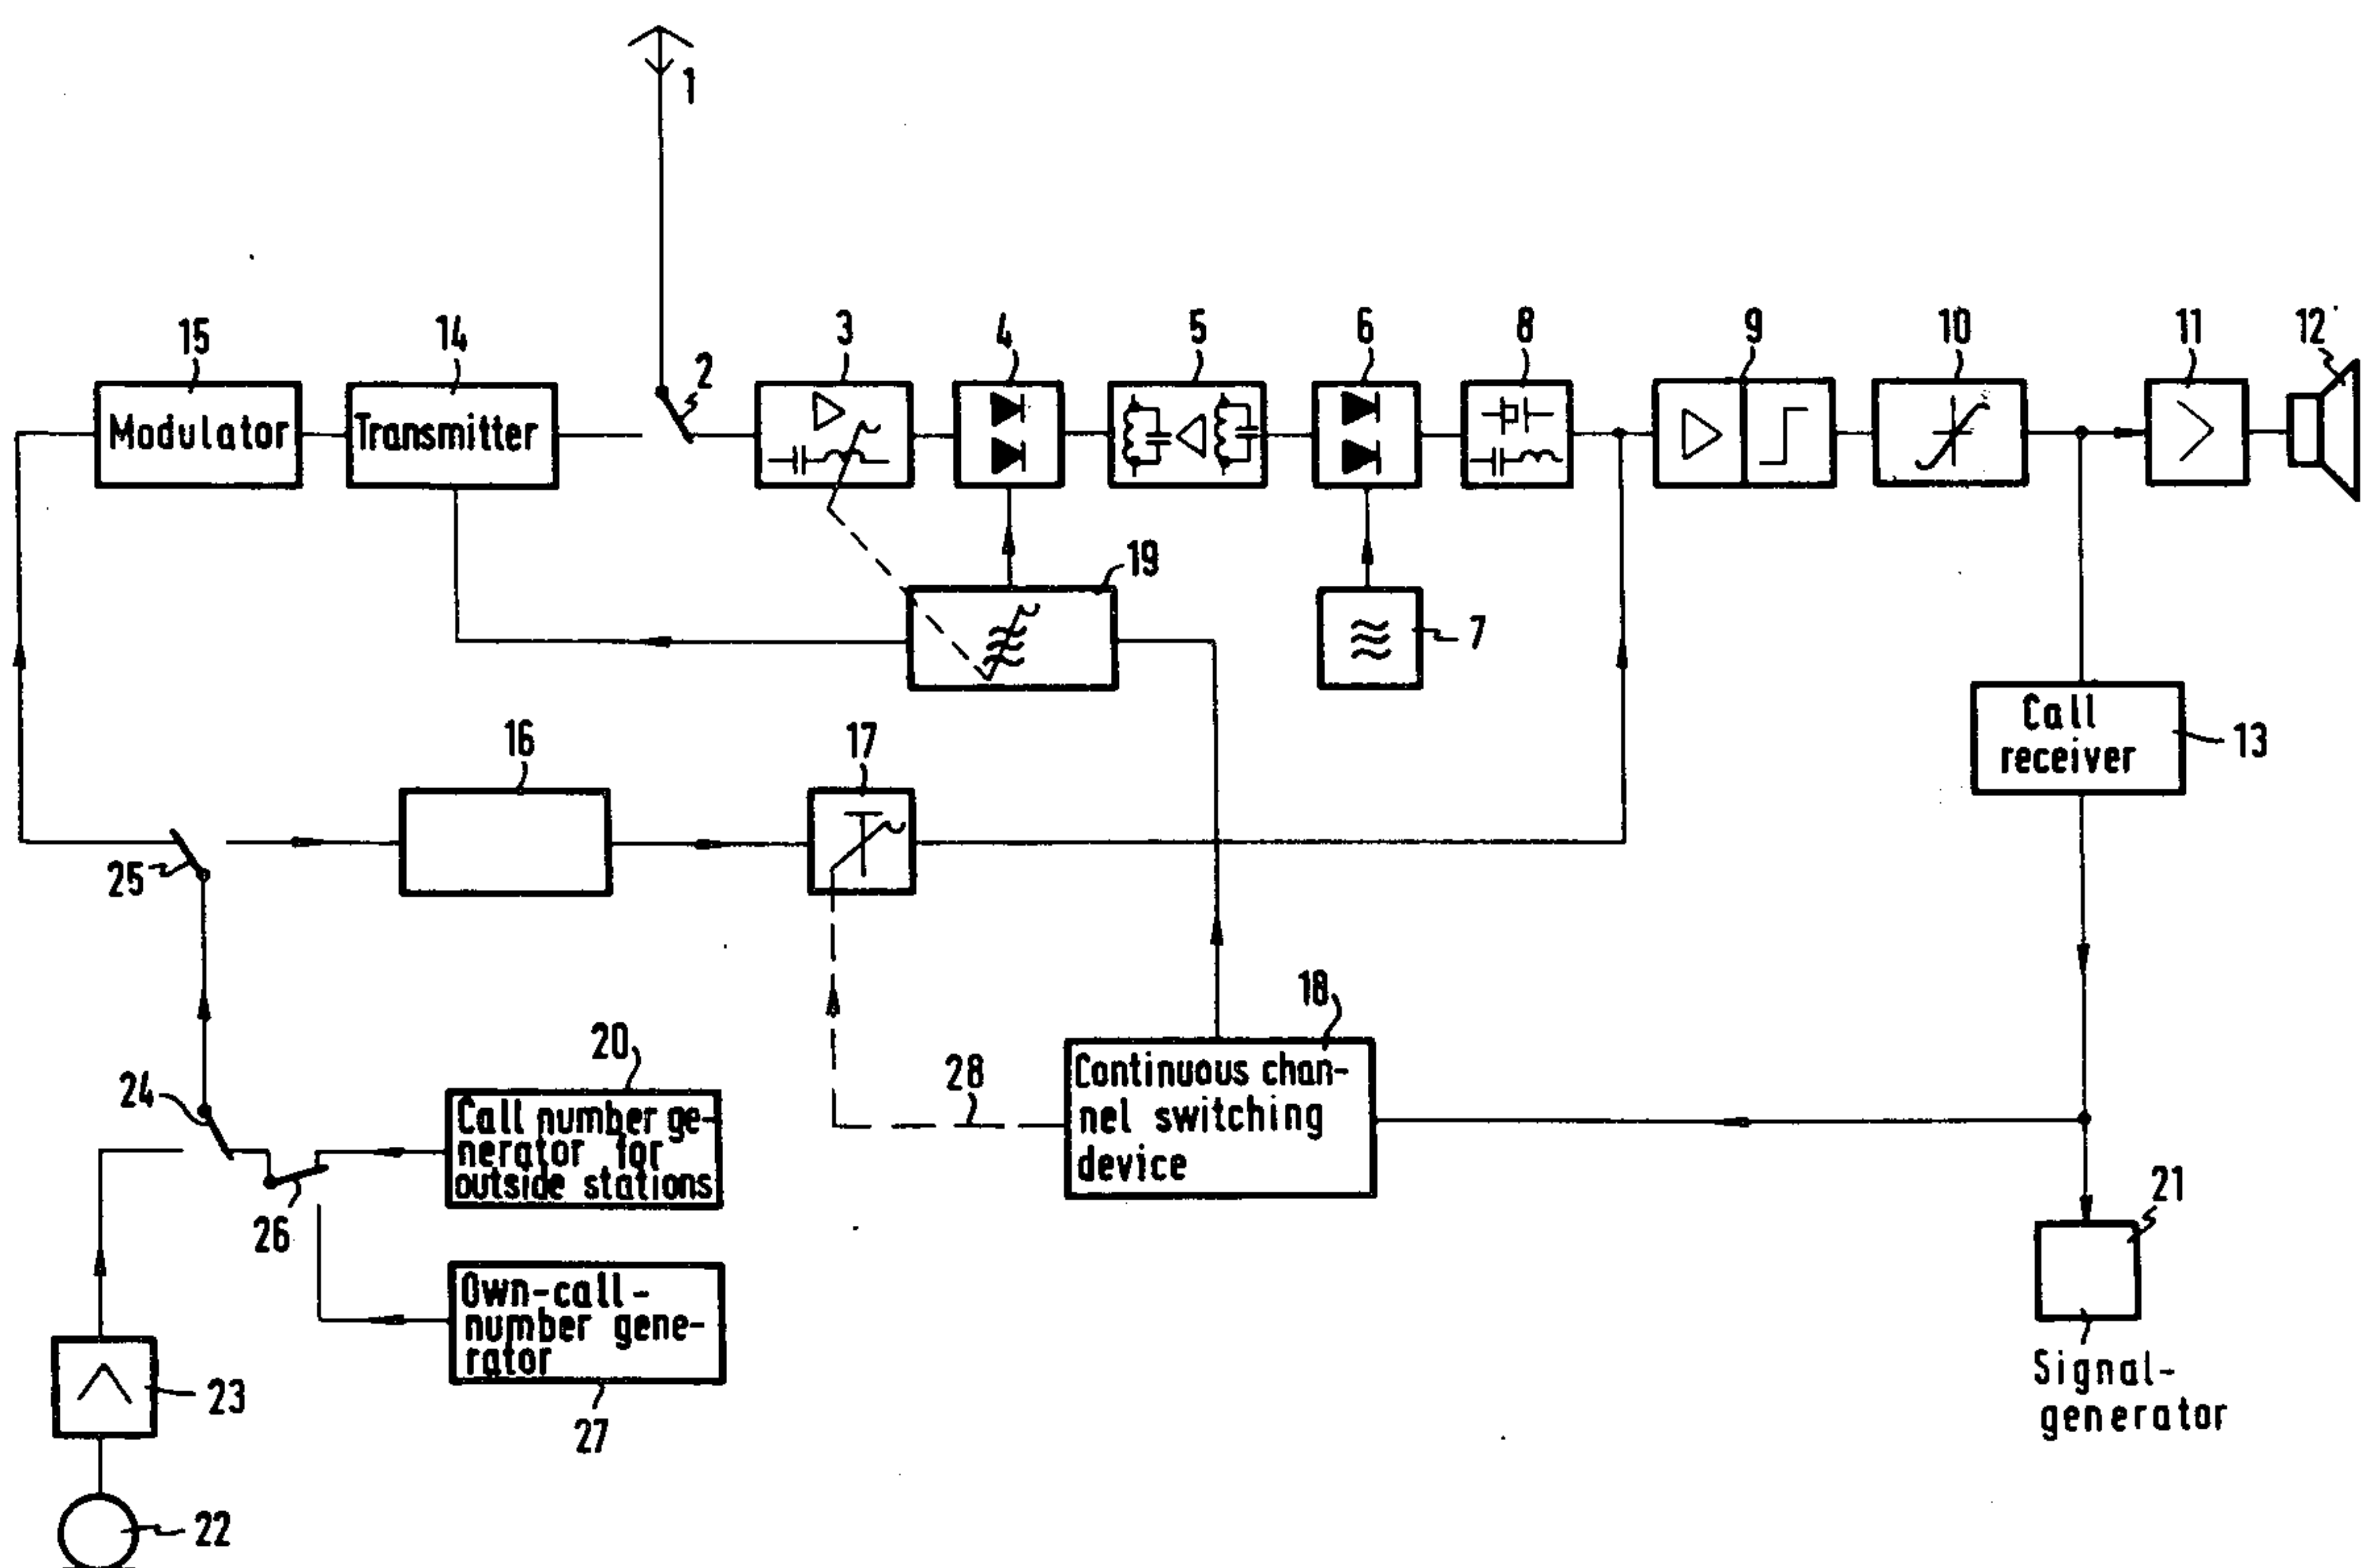 1
15
14
2
3
4
5
6
8
9
10
11
12
Modulator
Transmitter
19
7
Call
receiver
13
16
17
25
18
20
28
24
Continuous chan-
nel switching
device
Call number ge-
nerator for
outside stations
26
21
Own-call-
number gene-
rator
23
27
Signal-
generator
22